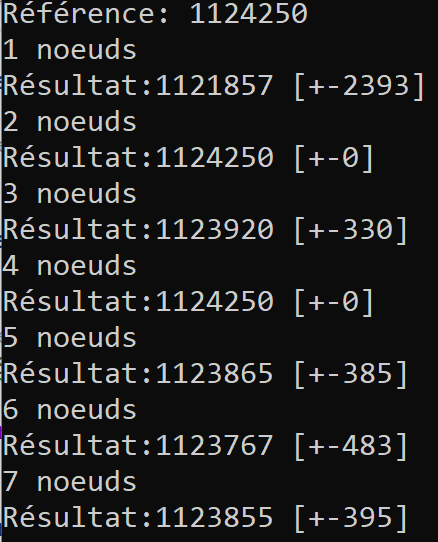 Référence: 1124250
1 noeuds
Résultat:1121857 [+-2393]
2 noeuds
Résultat:1124250 [+-0]
3 noeuds
Résultat:1123920 [+-330]
4 noeuds
Résultat:1124250 [+-0]
5 noeuds
Résultat:1123865 [+-385]
6 noeuds
Résultat:1123767 [+-483]
7 noeuds
Résultat:1123855 [+-395]